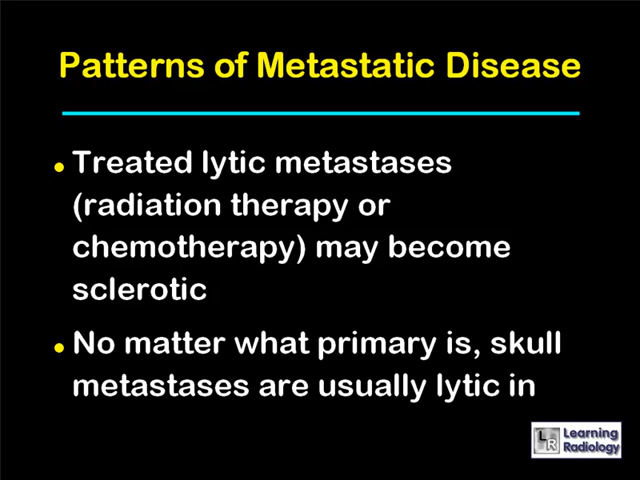 Patterns of Metastatic Disease
Treated lytic metastases
(radiation therapy or
chemotherapy) may become
sclerotic
No matter what primary is, skull
metastases are usually lytic in
LR
Learning
Radiology